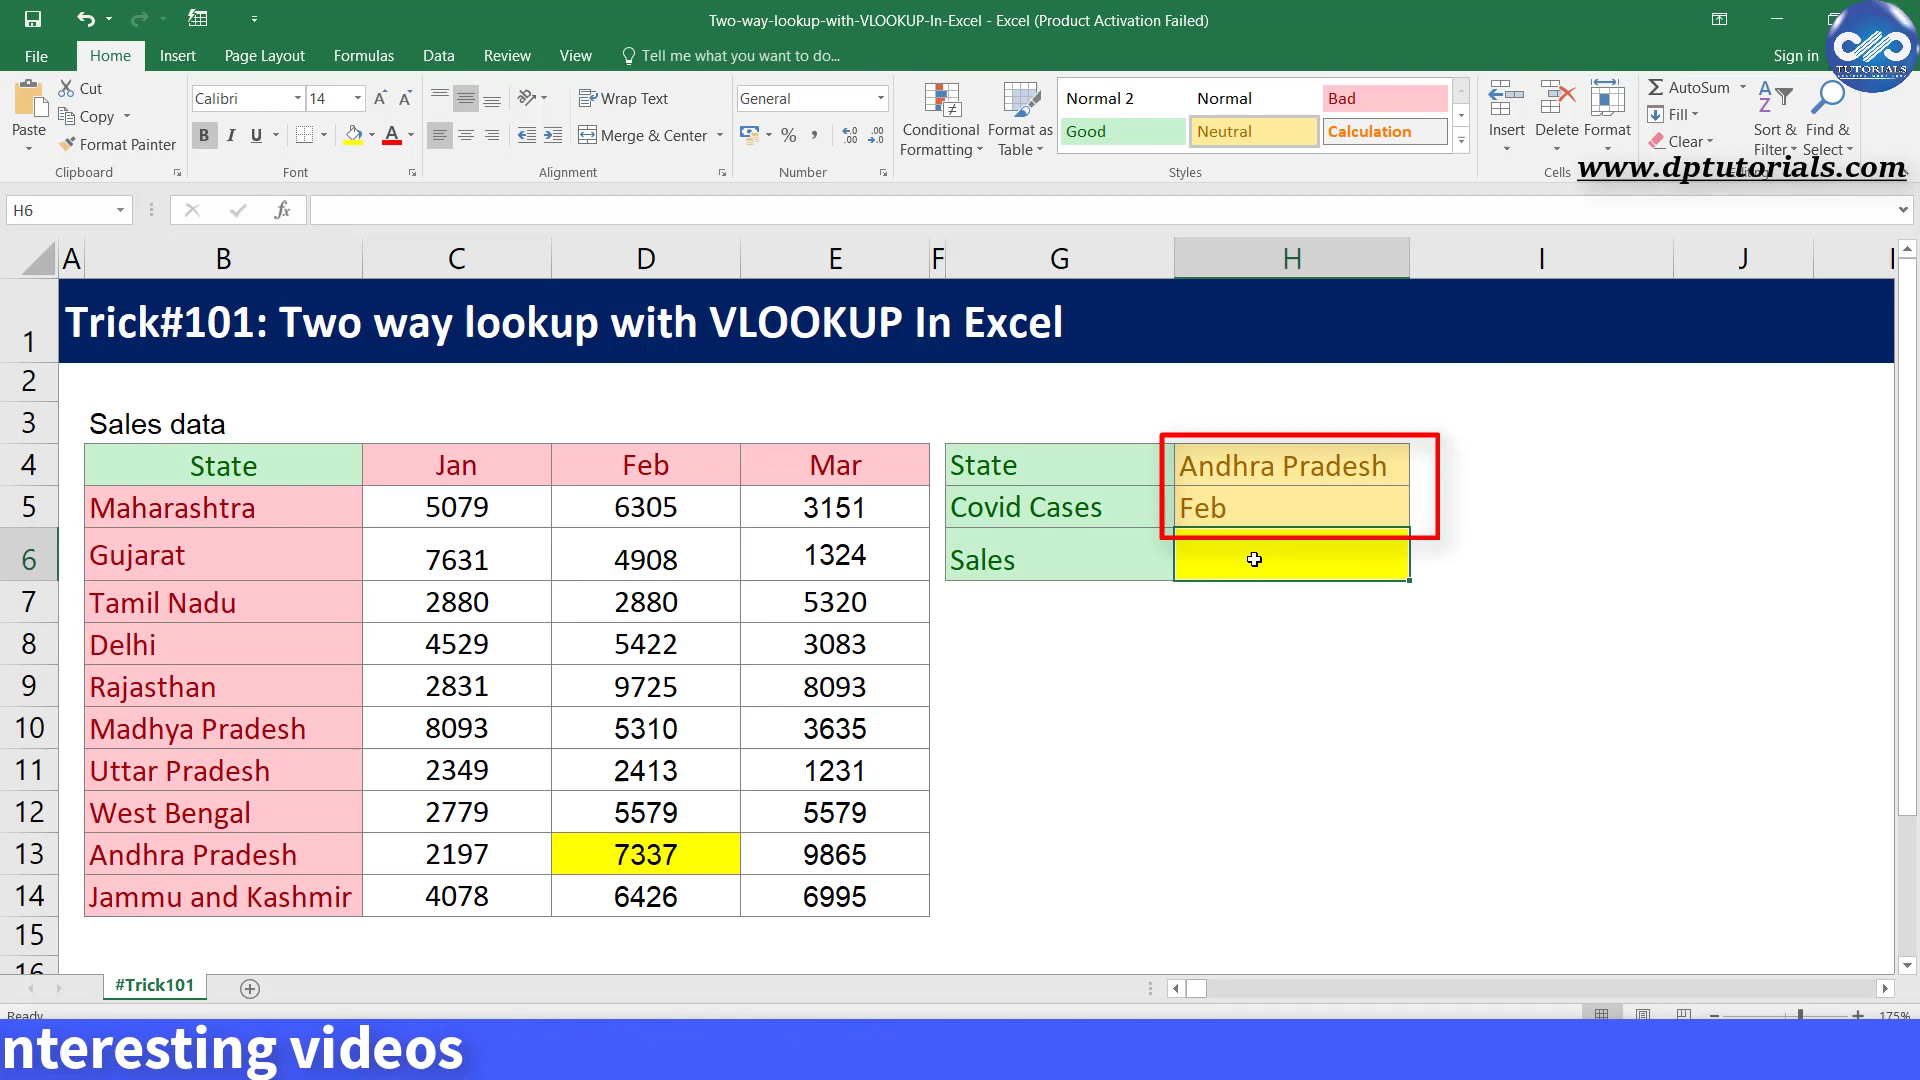 Two-way-lookup-with-VLOOKUP-In-Excel - Excel (Product Activation Failed)
File Home Insert Page Layout Formulas Data Review View Tell me what you want to do... Sign in
TUTORIALS
Paste Cut Copy Format Painter
Clipboard
Calibri 14
B I U A
Font
Wrap Text
Merge & Center
Alignment
General
% ,
Number
Conditional Formatting
Format as Table
Normal 2 Normal Bad
Good Neutral Calculation
Styles
Insert Delete Format
Cells
AutoSum
Fill
Clear
Sort & Filter
Find & Select
www.dptutorials.com
H6 fx
A B C D E F G H I J
1 Trick#101: Two way lookup with VLOOKUP In Excel
2
3 Sales data
4 State Jan Feb Mar State Andhra Pradesh
5 Maharashtra 5079 6305 3151 Covid Cases Feb
6 Gujarat 7631 4908 1324 Sales
7 Tamil Nadu 2880 2880 5320
8 Delhi 4529 5422 3083
9 Rajasthan 2831 9725 8093
10 Madhya Pradesh 8093 5310 3635
11 Uttar Pradesh 2349 2413 1231
12 West Bengal 2779 5579 5579
13 Andhra Pradesh 2197 7337 9865
14 Jammu and Kashmir 4078 6426 6995
15
16
#Trick101
Ready 175%
nteresting videos